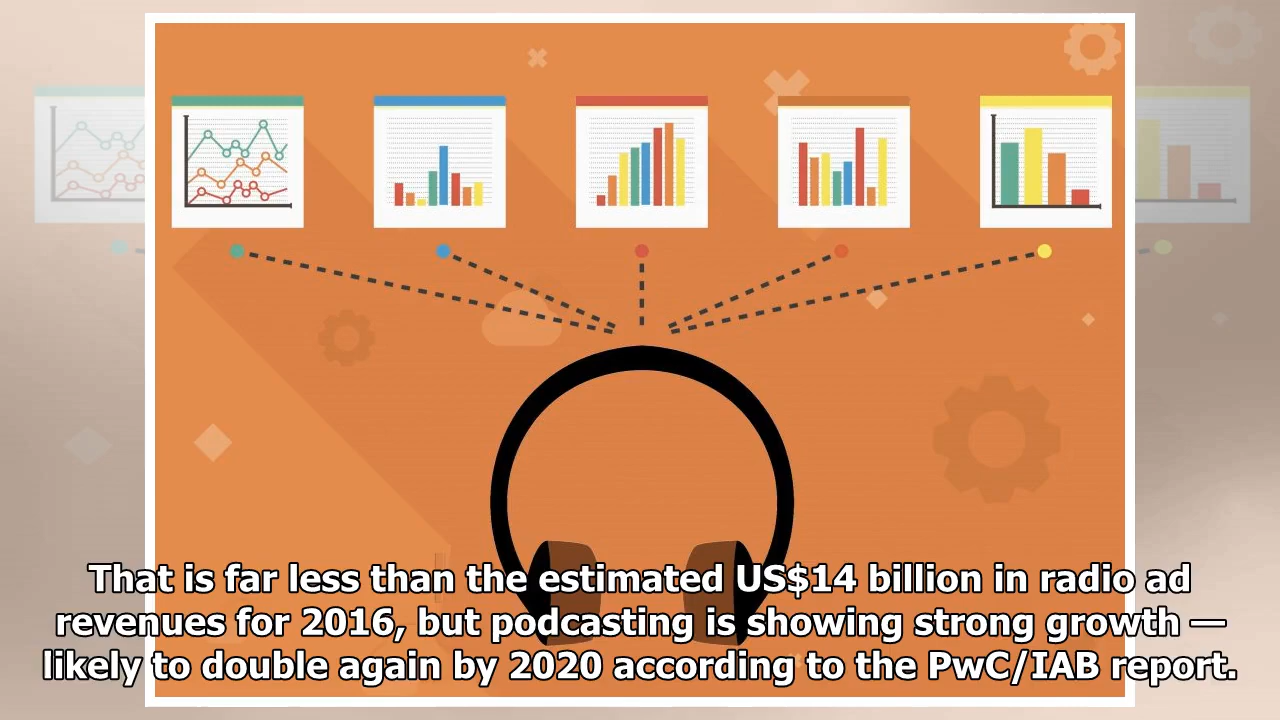 That is far less than the estimated US$14 billion in radio ad
revenues for 2016, but podcasting is showing strong growth —
likely to double again by 2020 according to the PwC/IAB report.